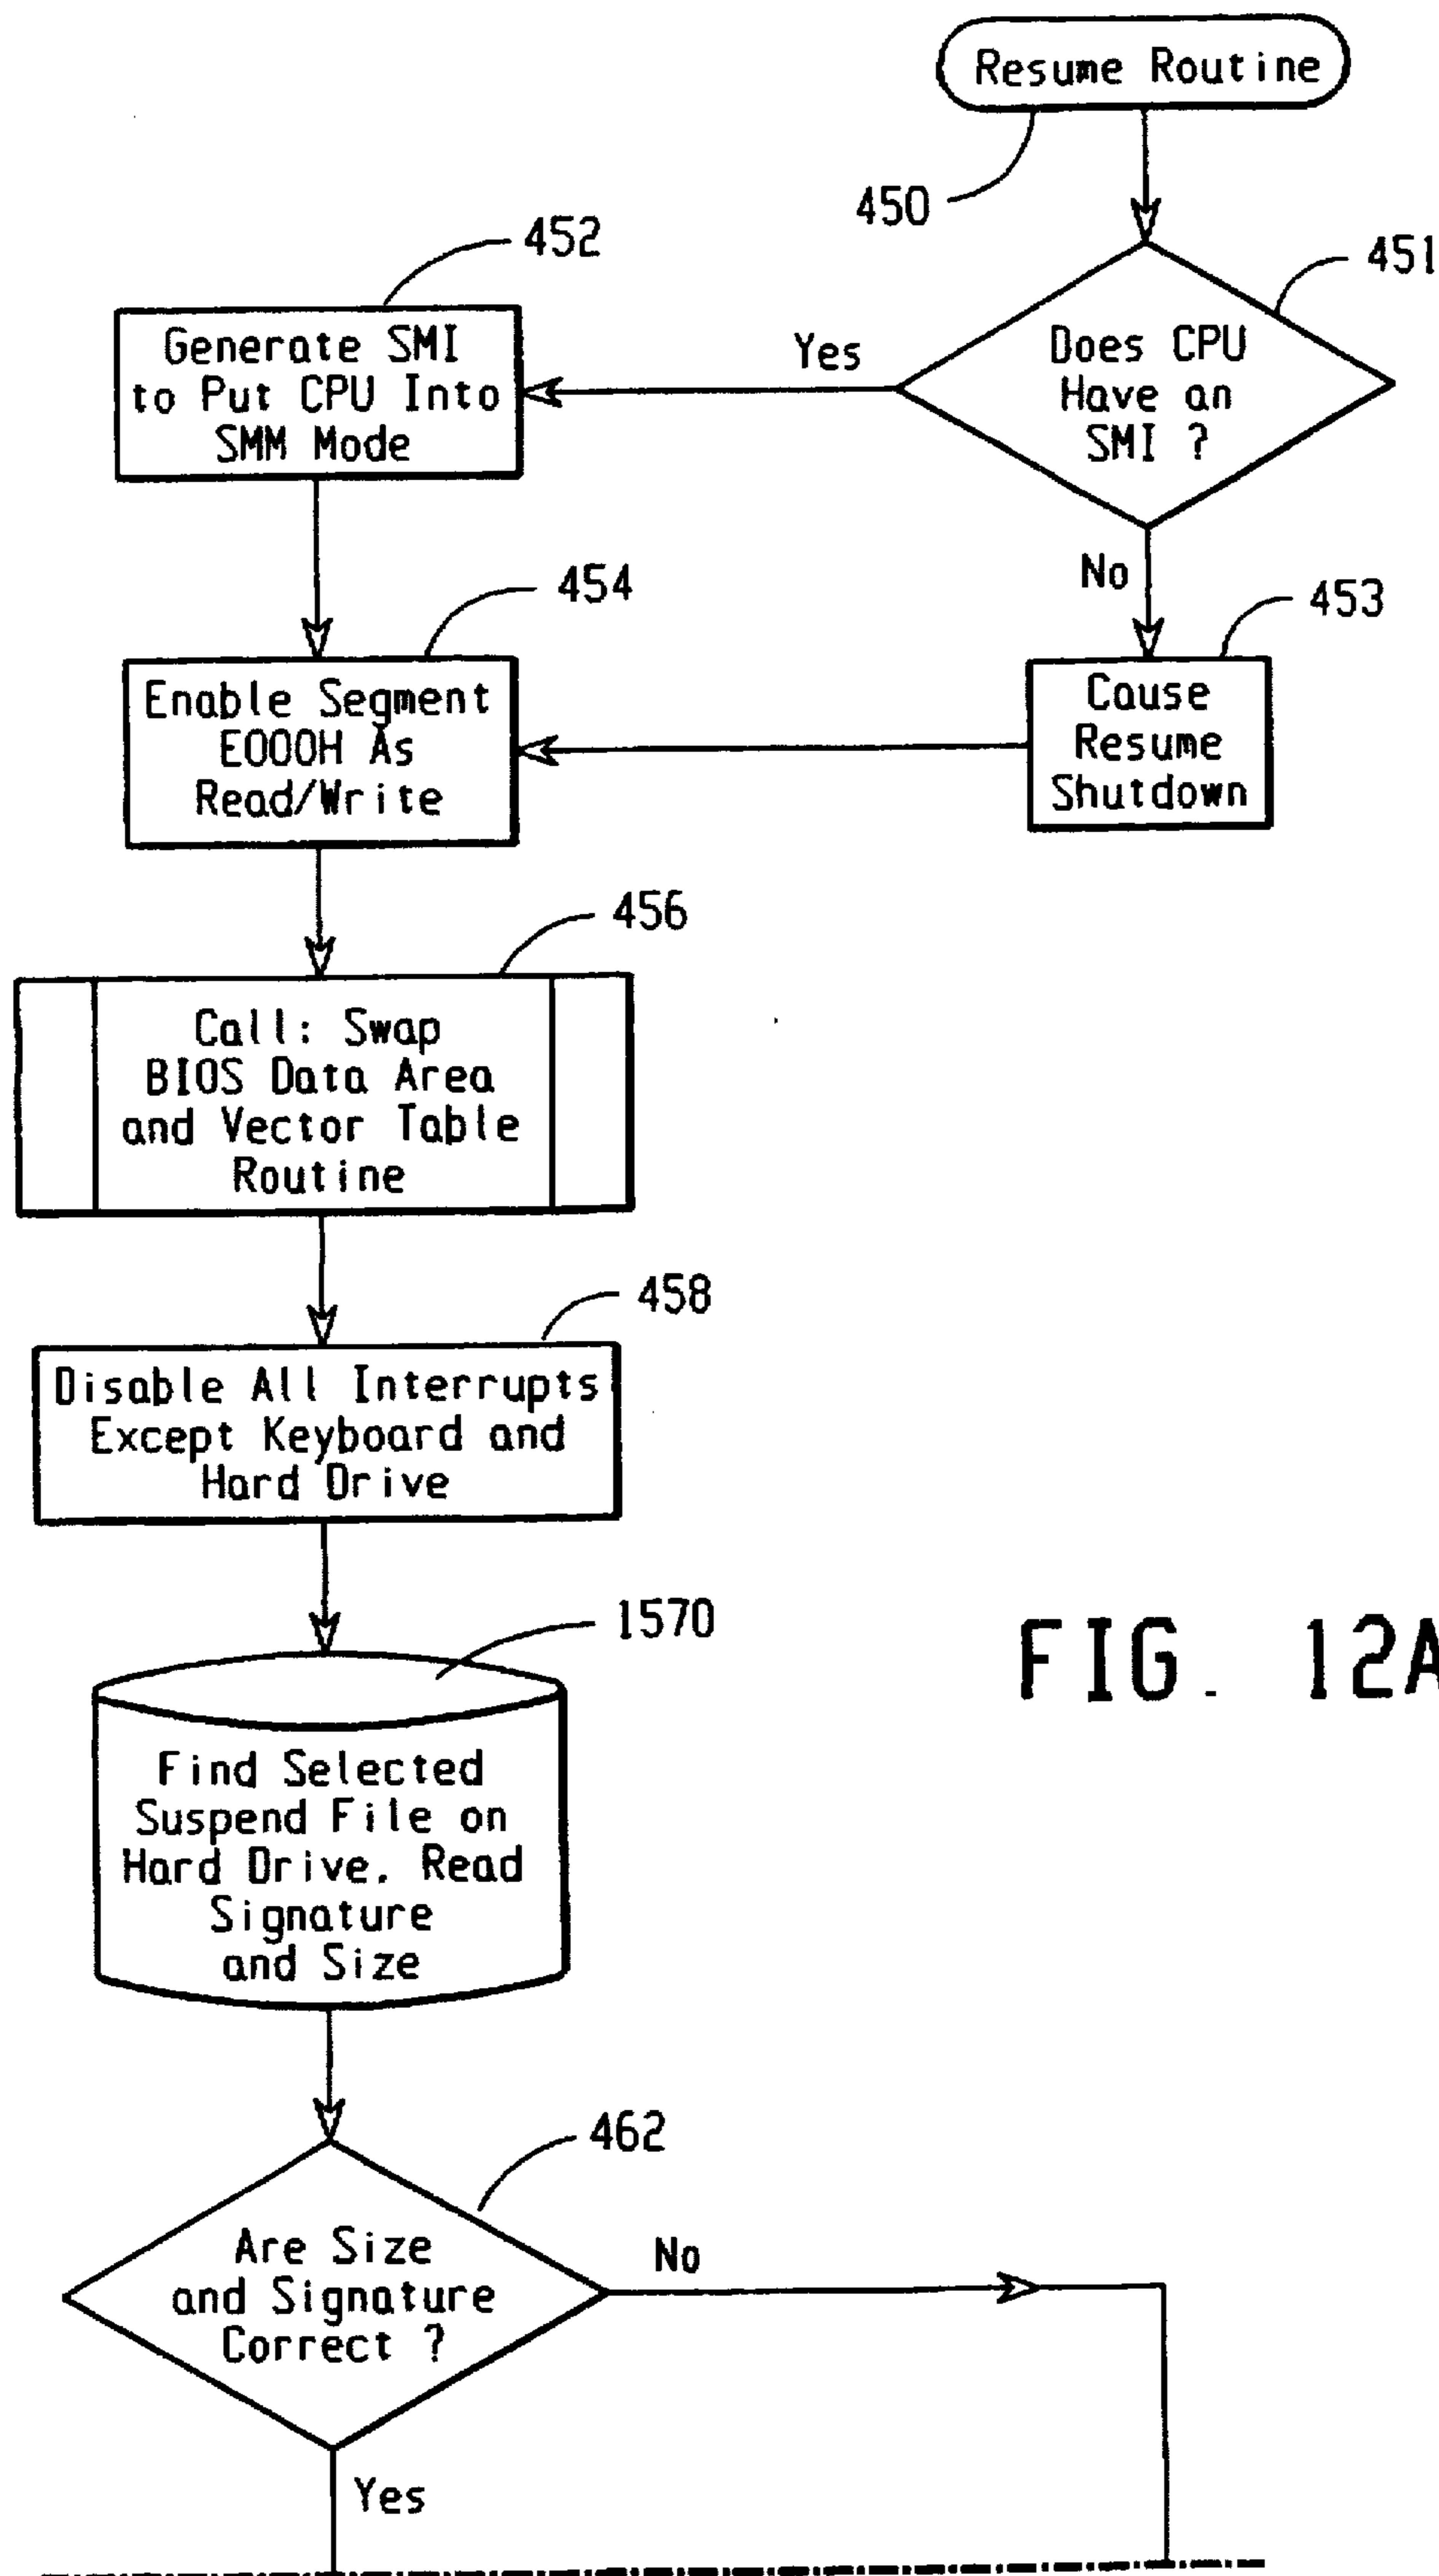 Resume Routine
450
451
Does CPU
Have an
SMI ?
Yes
No
452
Generate SMI
to Put CPU Into
SMM Mode
453
Cause
Resume
Shutdown
454
Enable Segment
E000H As
Read/Write
456
Call: Swap
BIOS Data Area
and Vector Table
Routine
458
Disable All Interrupts
Except Keyboard and
Hard Drive
1570
Find Selected
Suspend File on
Hard Drive. Read
Signature
and Size
FIG. 12A
462
Are Size
and Signature
Correct ?
No
Yes